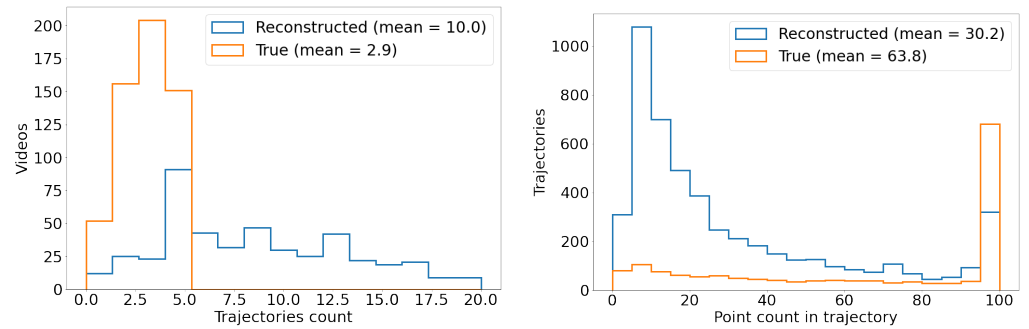 Reconstructed (mean = 10.0)
True (mean = 2.9)
Videos
200
175
150
125
100
75
50
25
0
0.0 2.5 5.0 7.5 10.0 12.5 15.0 17.5 20.0
Trajectories count
Reconstructed (mean = 30.2)
True (mean = 63.8)
Trajectories
1000
800
600
400
200
0
0 20 40 60 80 100
Point count in trajectory